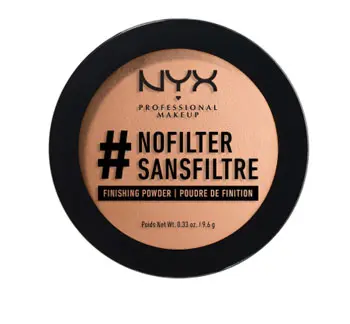 NYX
PROFESSIONAL
MAKEUP
#NOFILTER
SANSFILTRE
FINISHING POWDER | POUDRE DE FINITION
Poids Net Wt. 0.33 oz. / 9.6 g